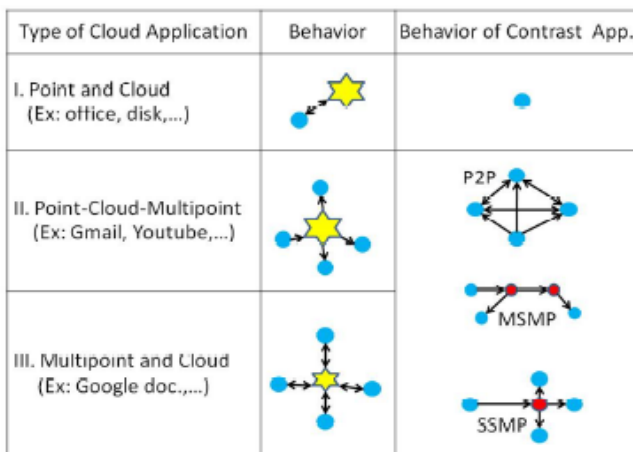 Type of Cloud Application
Behavior
Behavior of Contrast App.
I. Point and Cloud
(Ex: office, disk,...)
II. Point-Cloud-Multipoint
(Ex: Gmail, Youtube,...)
P2P
MSMP
III. Multipoint and Cloud
(Ex: Google doc.,...)
SSMP